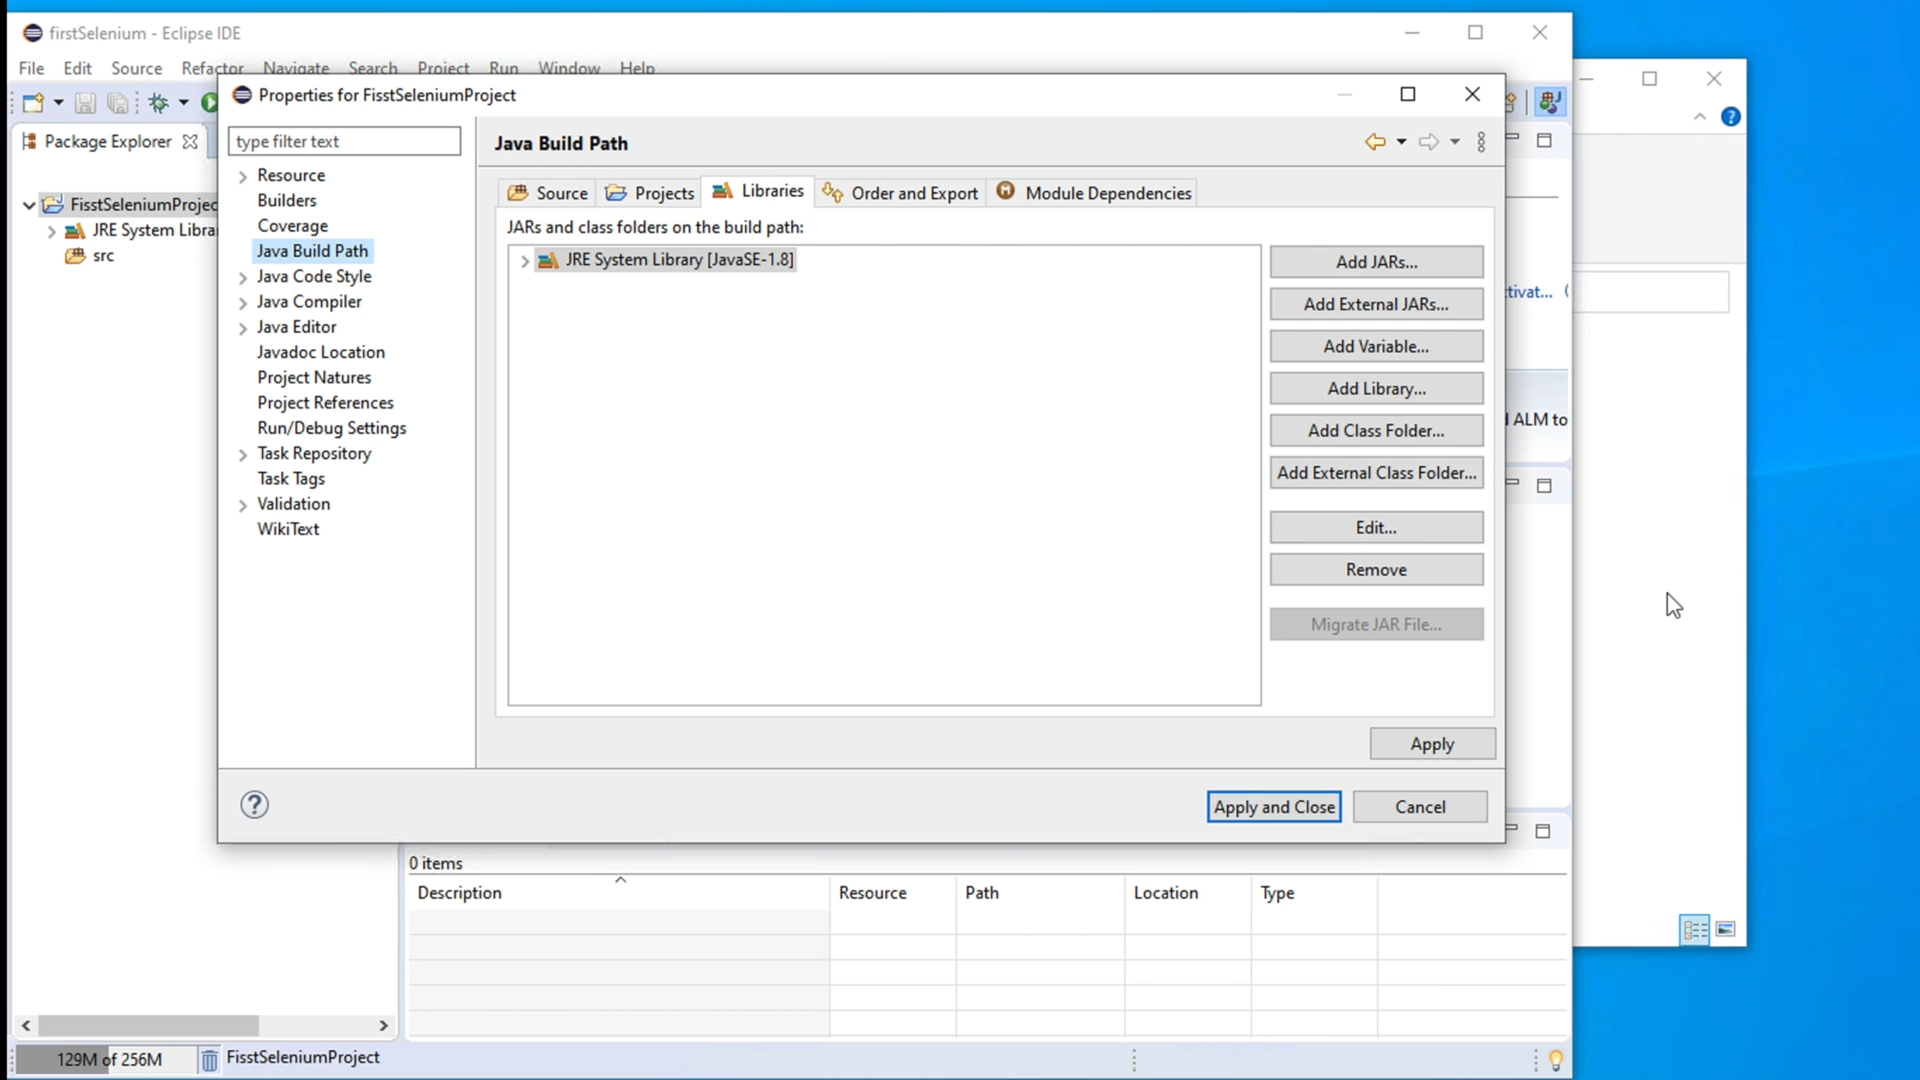 firstSelenium - Eclipse IDE
File Edit Source Refactor Navigate Search Project Run Window Help
Properties for FisstSeleniumProject
Package Explorer
type filter text
Java Build Path
Resource
Builders
Coverage
Java Build Path
Java Code Style
Java Compiler
Java Editor
Javadoc Location
Project Natures
Project References
Run/Debug Settings
Task Repository
Task Tags
Validation
WikiText
FisstSeleniumProjec
JRE System Libra
src
Source Projects Libraries Order and Export Module Dependencies
JARs and class folders on the build path:
JRE System Library [JavaSE-1.8]
Add JARs...
Add External JARs...
Add Variable...
Add Library...
Add Class Folder...
Add External Class Folder...
Edit...
Remove
Migrate JAR File...
Apply
Apply and Close Cancel
tivat... (
ALM to
0 items
Description Resource Path Location Type
129M of 256M FisstSeleniumProject